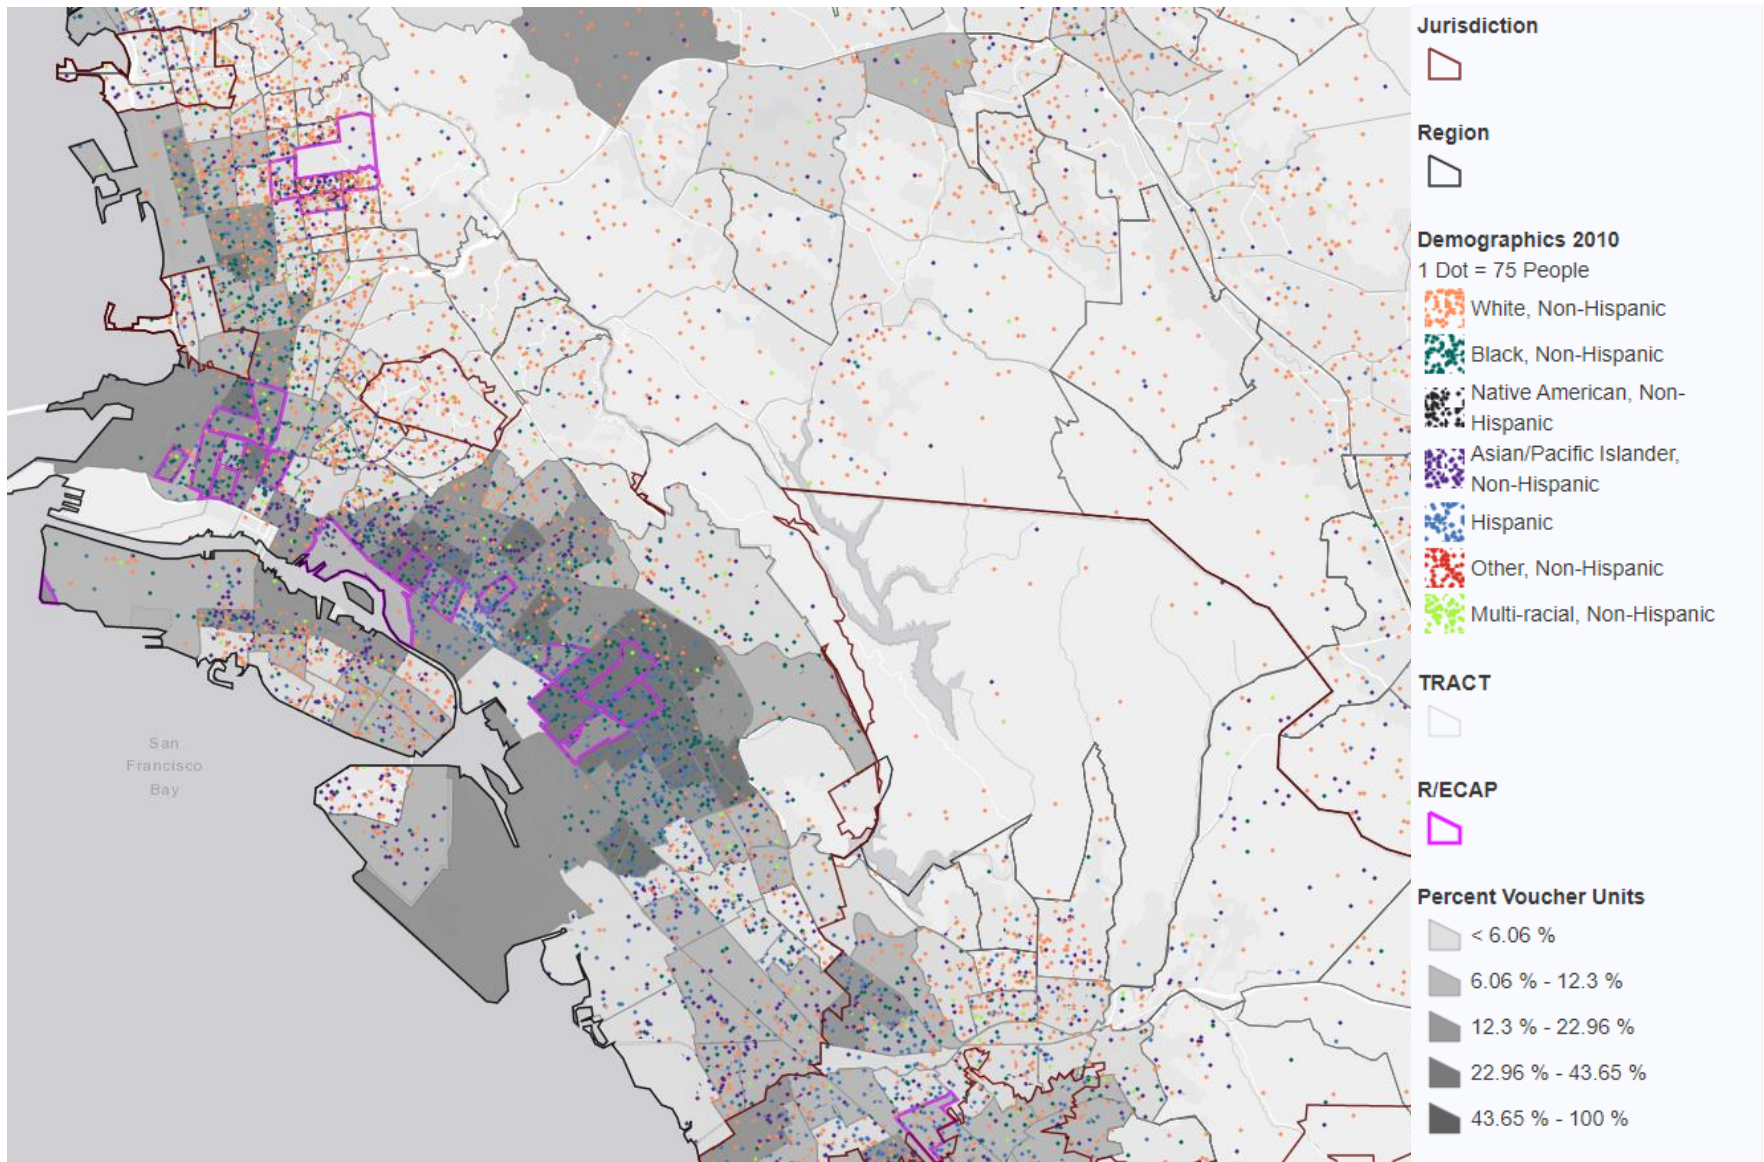 San
Francisco
Bay
Jurisdiction
Region
Demographics 2010
1 Dot = 75 People
White, Non-Hispanic
Black, Non-Hispanic
Native American, Non-
Hispanic
Asian/Pacific Islander,
Non-Hispanic
Hispanic
Other, Non-Hispanic
Multi-racial, Non-Hispanic
TRACT
R/ECAP
Percent Voucher Units
< 6.06 %
6.06 % - 12.3 %
12.3 % - 22.96 %
22.96 % - 43.65 %
43.65 % - 100 %